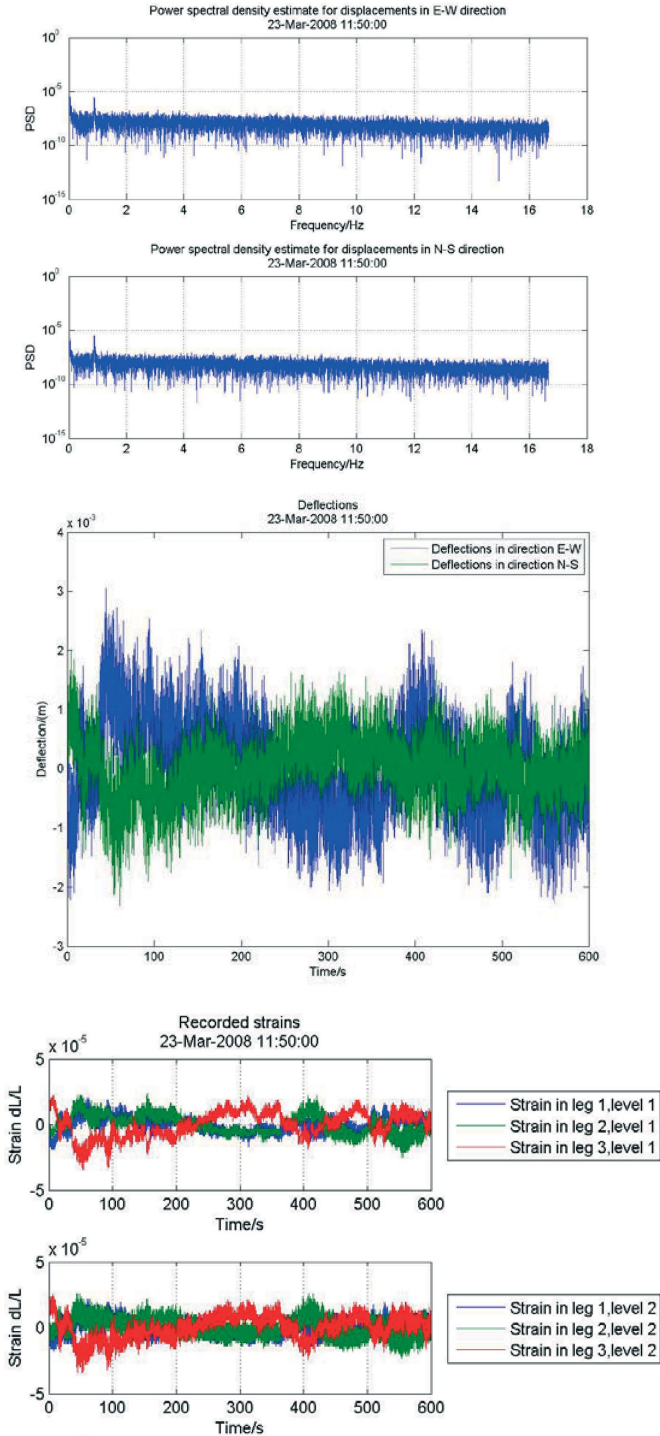 Power spectral density estimate for displacements in E-W direction
23-Mar-2008 11:50:00
10^0
10^-5
10^-10
10^-15
PSD
0 2 4 6 8 10 12 14 16 18
Frequency/Hz
Power spectral density estimate for displacements in N-S direction
23-Mar-2008 11:50:00
10^0
10^-5
10^-10
10^-15
PSD
0 2 4 6 8 10 12 14 16 18
Frequency/Hz
Deflections
23-Mar-2008 11:50:00
x 10^-3
4
3
2
1
0
-1
-2
-3
Deflection/(m)
Deflections in direction E-W
Deflections in direction N-S
0 100 200 300 400 500 600
Time/s
Recorded strains
23-Mar-2008 11:50:00
x 10^-5
5
0
-5
Strain dL/L
0 100 200 300 400 500 600
Time/s
Strain in leg 1,level 1
Strain in leg 2,level 1
Strain in leg 3,level 1
x 10^-5
5
0
-5
Strain dL/L
0 100 200 300 400 500 600
Time/s
Strain in leg 1,level 2
Strain in leg 2,level 2
Strain in leg 3,level 2